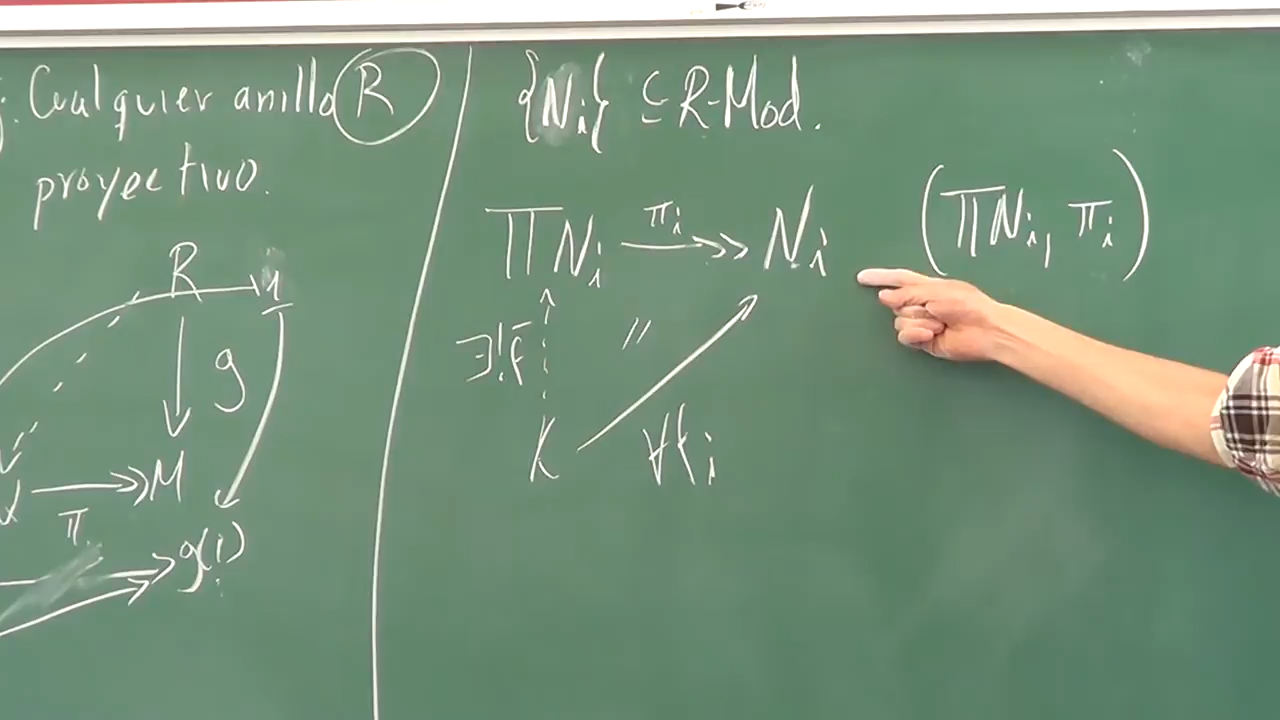 : Cualquier anillo R
proyectivo.
R 1
g
M
π
g(1)
{Ni} ⊆ R-Mod.
∏Ni πi Ni (∏Ni, πi)
∃! f̄ //
K ∀fi